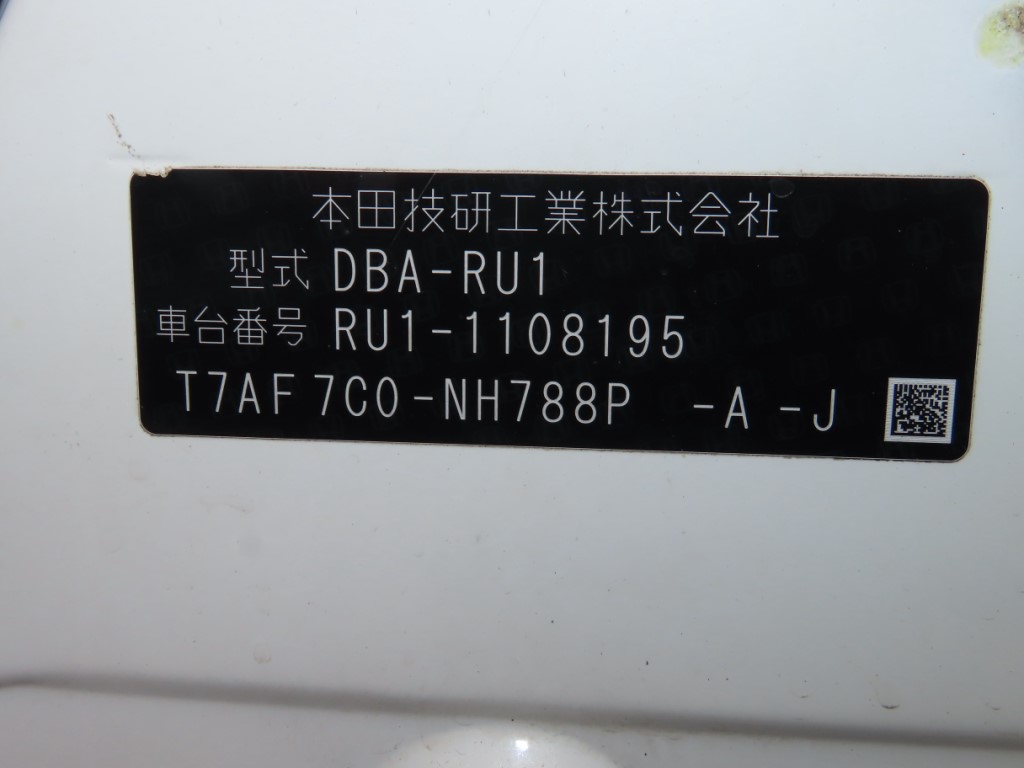 本田技研工業株式会社
型式 DBA-RU1
車台番号 RU1-1108195
T7AF 7C0 -NH788P -A -J